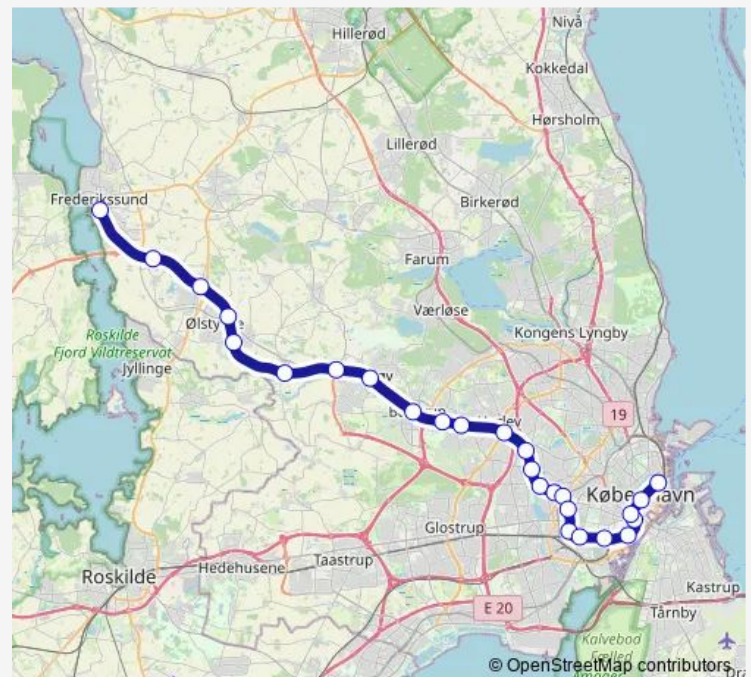 Nivå
Hillerød
Kokkedal
Hørsholm
Lillerød
Frederikssund
Birkerød
Farum
Værløse
Roskilde
Fjord Vildtreservat
Jyllinge
Kongens Lyngby
19
København
Glostrup
Taastrup
Hedehusene
Roskilde
Kastrup
E 20
Tårnby
Kalvebod
Fælled
© OpenStreetMap contributors